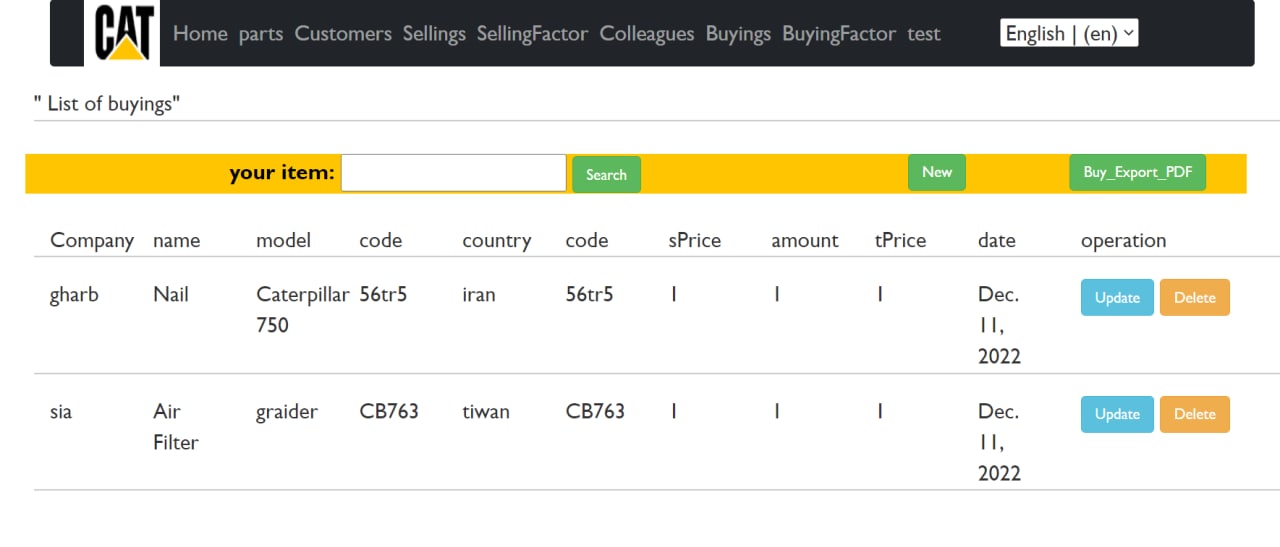 CAT Home parts Customers Sellings SellingFactor Colleagues Buyings BuyingFactor test English | (en)
" List of buyings"
your item: Search New Buy_Export_PDF
Company name model code country code sPrice amount tPrice date operation
gharb Nail Caterpillar 56tr5 iran 56tr5 1 1 1 Dec. Update Delete
750 11,
2022
sia Air graider CB763 tiwan CB763 1 1 1 Dec. Update Delete
Filter 11,
2022